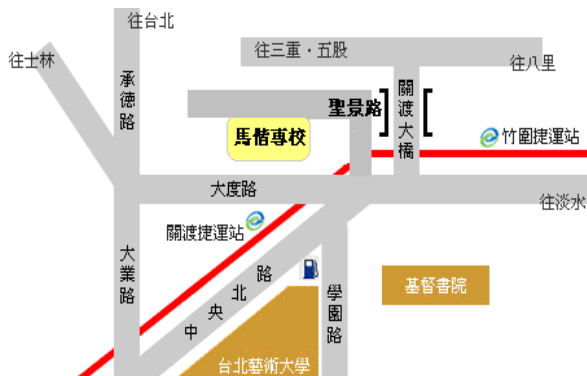 往台北
往士林
往三重・五股
往八里
承德路
聖景路
關渡大橋
馬偕專校
竹圍捷運站
大度路
往淡水
關渡捷運站
大業路
中央北路
學園路
基督書院
台北藝術大學